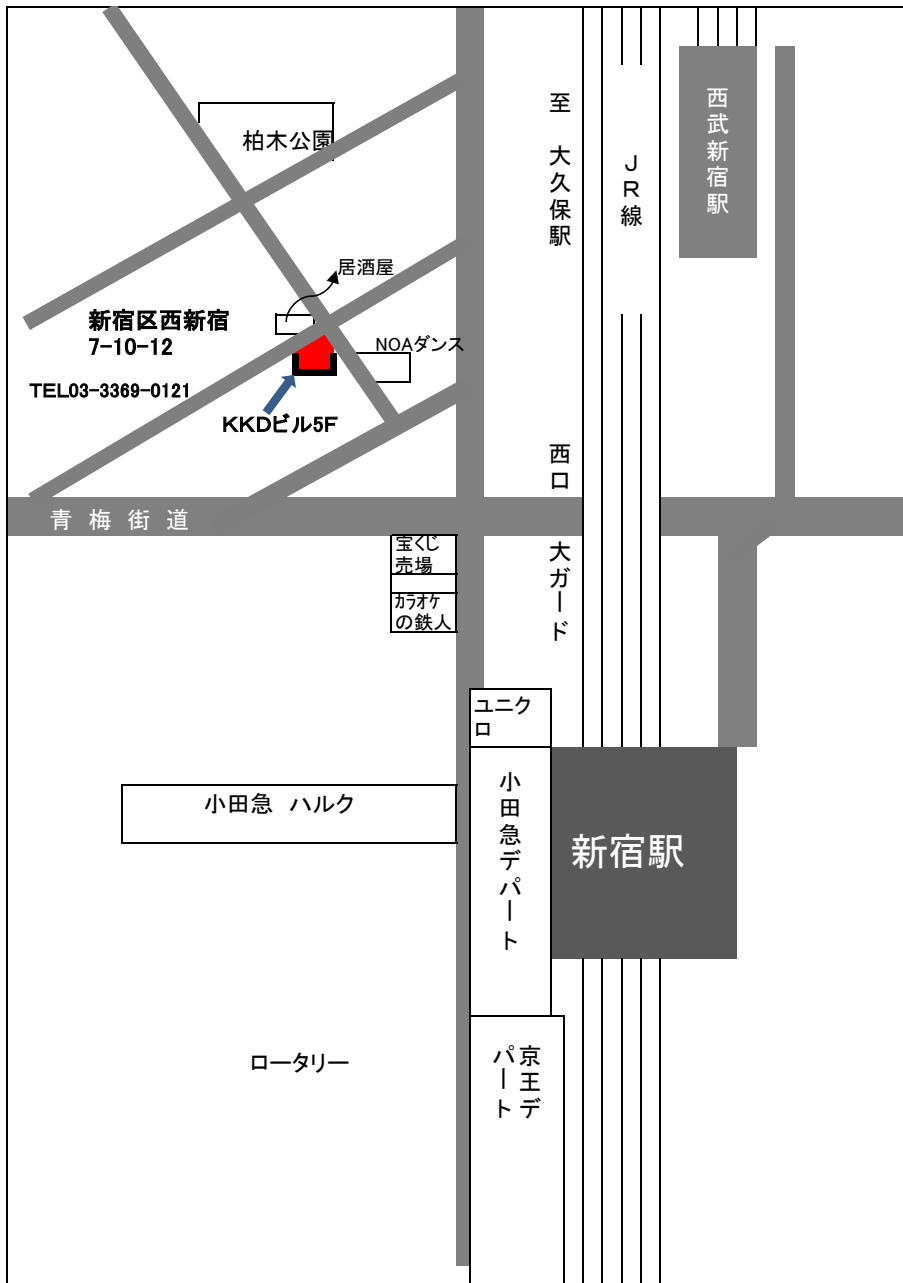 至 大久保駅
JR線
西武新宿駅
柏木公園
居酒屋
新宿区西新宿
7-10-12
NOAダンス
TEL03-3369-0121
KKDビル5F
西口
大ガード
青梅街道
宝くじ
売場
カラオケ
の鉄人
ユニク
ロ
小田急 ハルク
小田急デパート
新宿駅
ロータリー
京王デ
パート